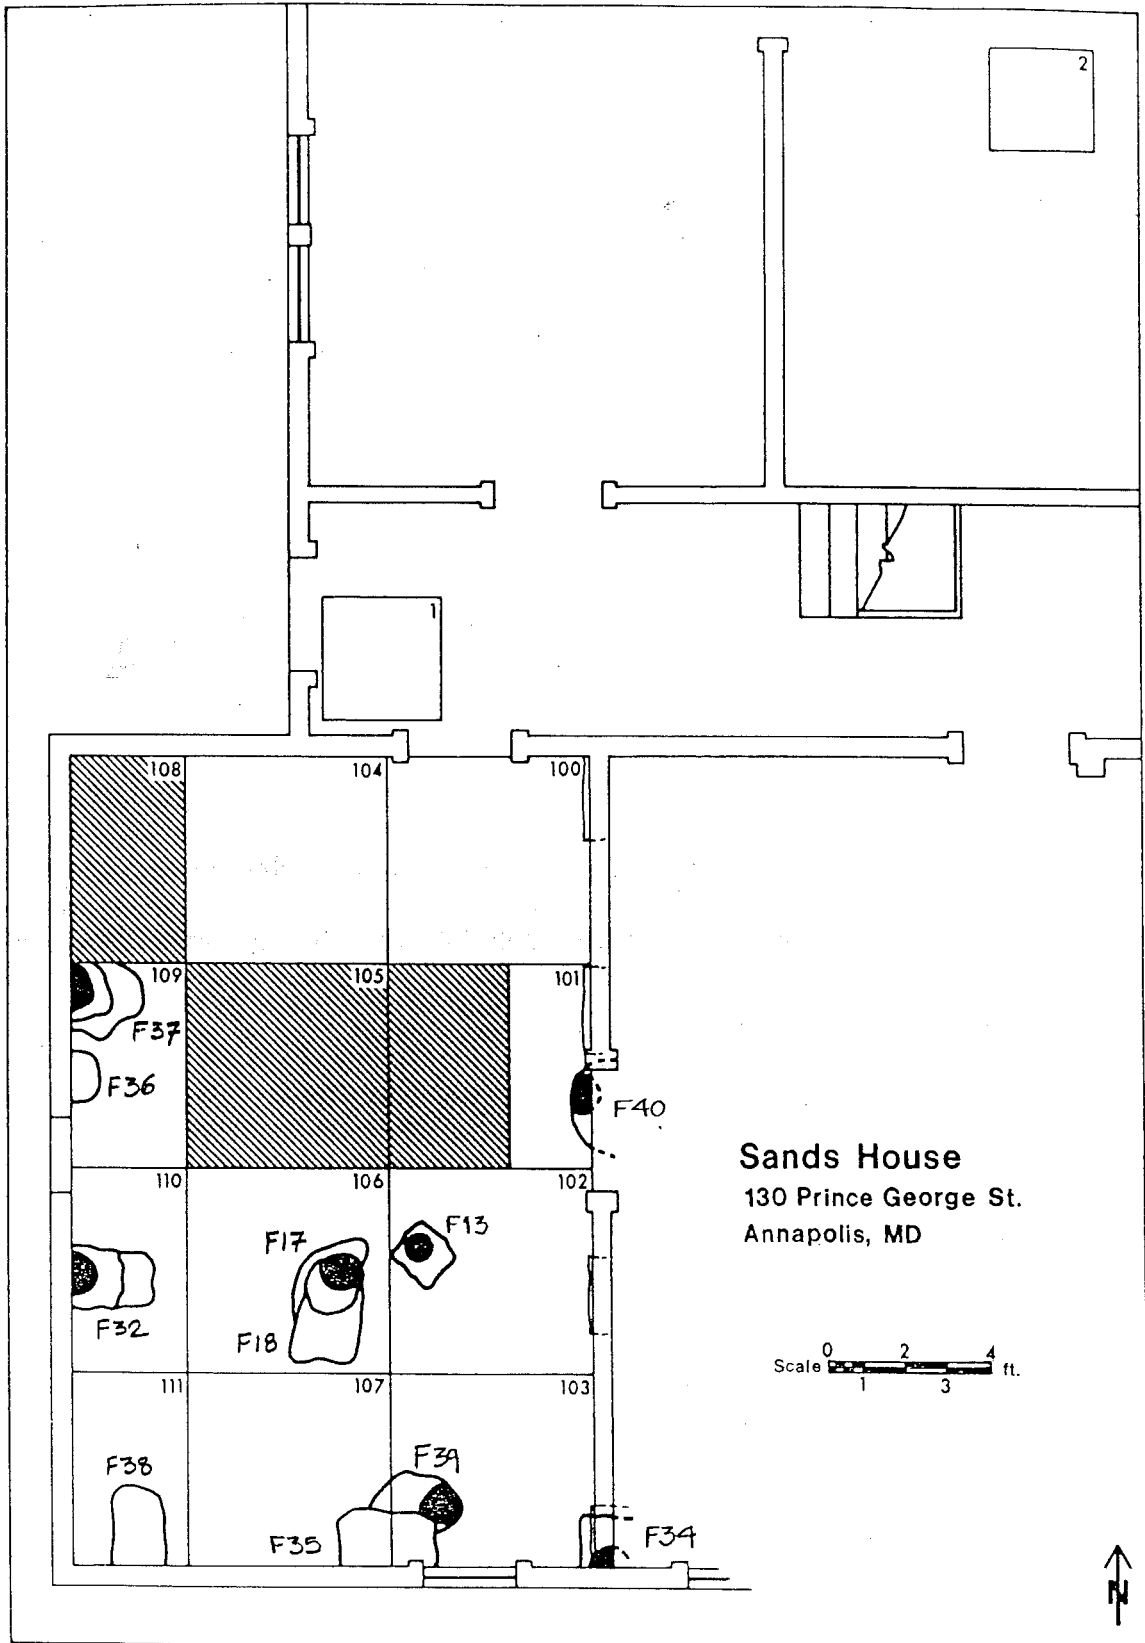 2
1
108
104
100
109
105
101
F37
F36
F40
110
106
102
Sands House
130 Prince George St.
Annapolis, MD
F17
F13
F32
F18
0 2 4
Scale ft.
1 3
111
107
103
F38
F39
F35
F34
N